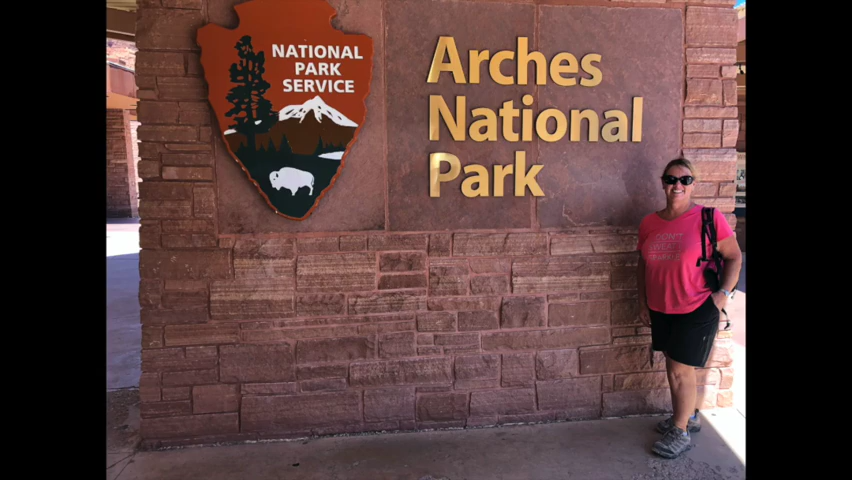 NATIONAL
PARK
SERVICE
Arches
National
Park